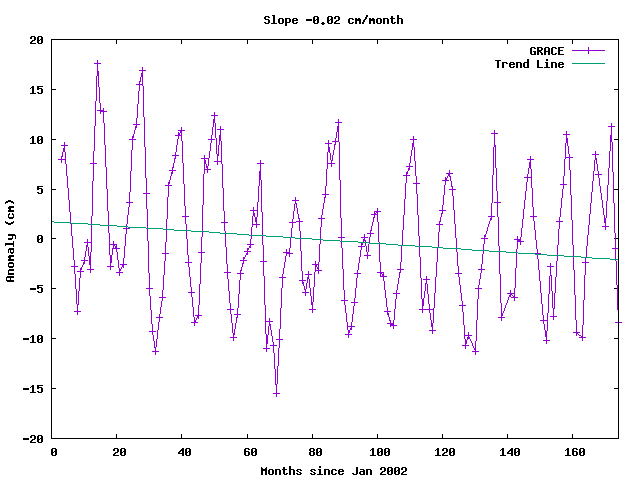 Slope -0.02 cm/month
GRACE
Trend Line
20
15
10
5
0
-5
-10
-15
-20
Anomaly (cm)
0 20 40 60 80 100 120 140 160
Months since Jan 2002